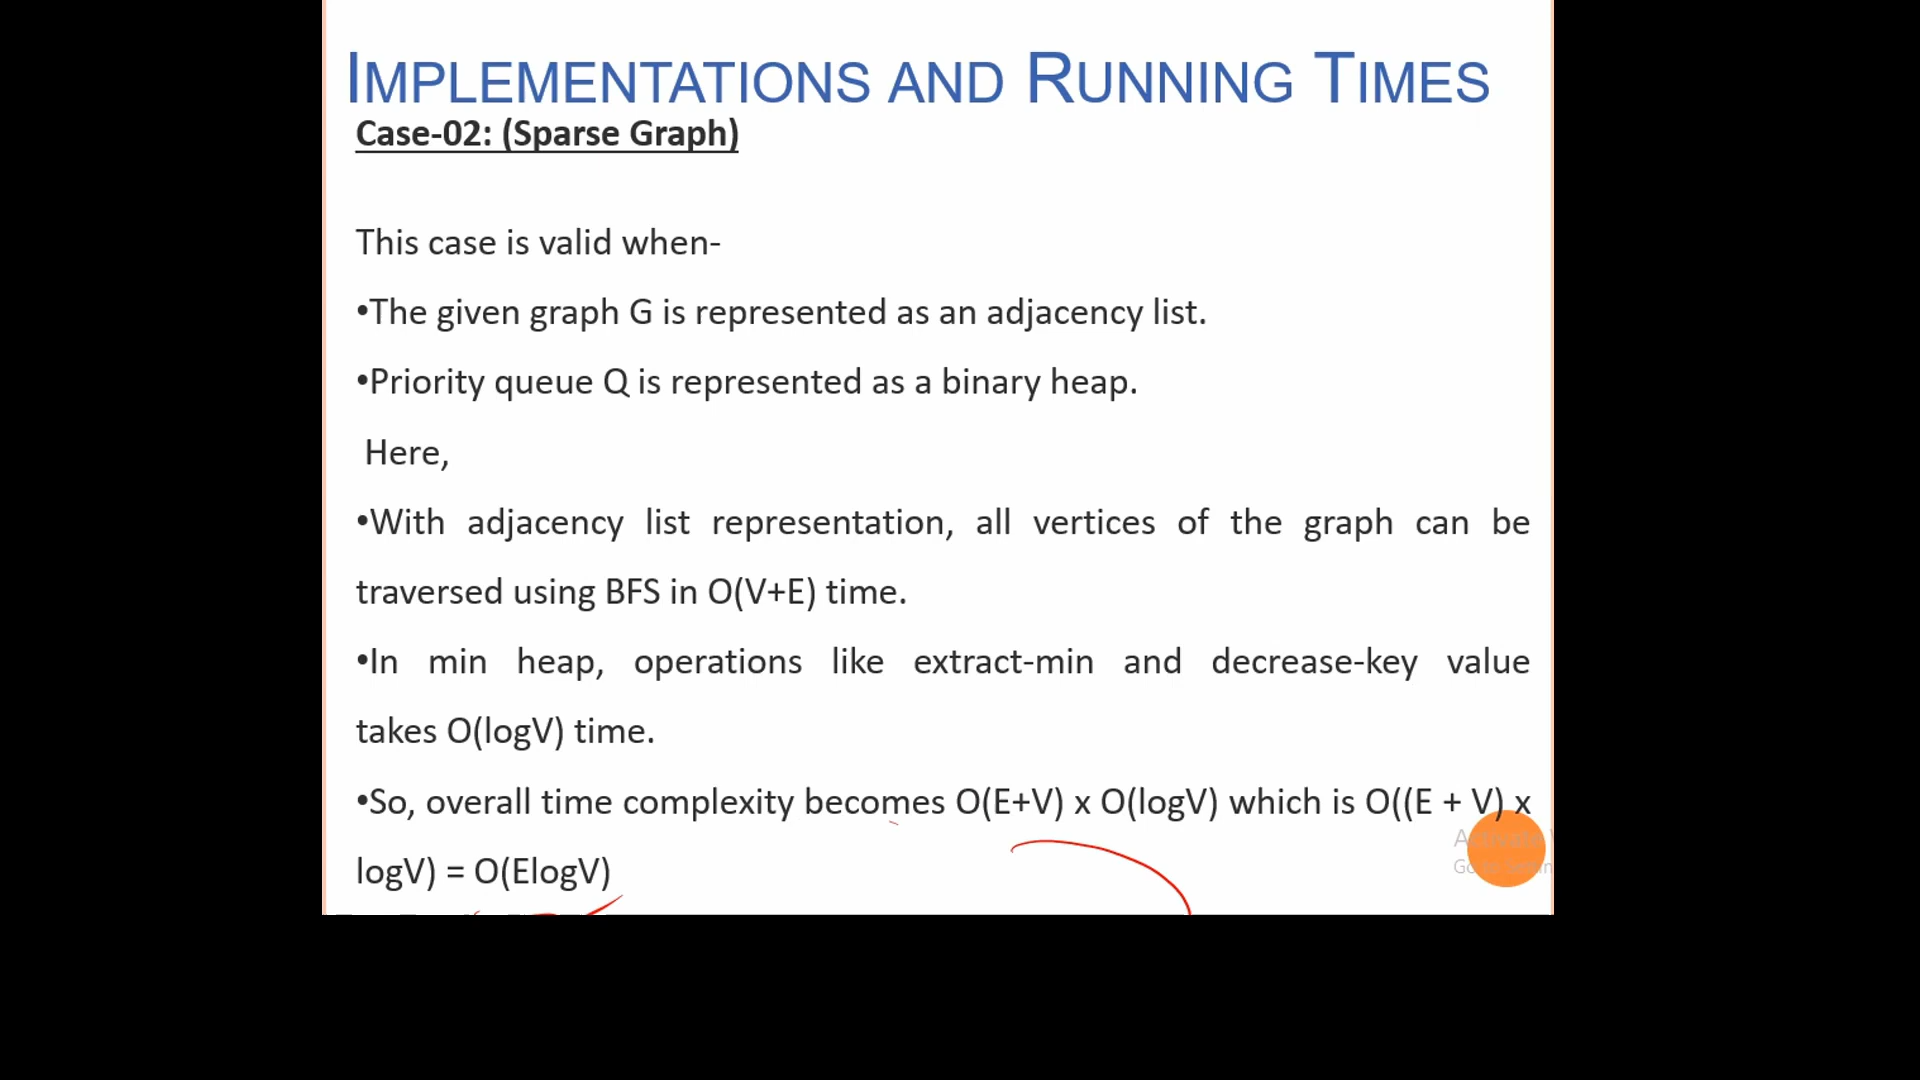 IMPLEMENTATIONS AND RUNNING TIMES
Case-02: (Sparse Graph)
This case is valid when-
•The given graph G is represented as an adjacency list.
•Priority queue Q is represented as a binary heap.
Here,
•With adjacency list representation, all vertices of the graph can be
traversed using BFS in O(V+E) time.
•In min heap, operations like extract-min and decrease-key value
takes O(logV) time.
•So, overall time complexity becomes O(E+V) x O(logV) which is O((E + V) x
logV) = O(ElogV)